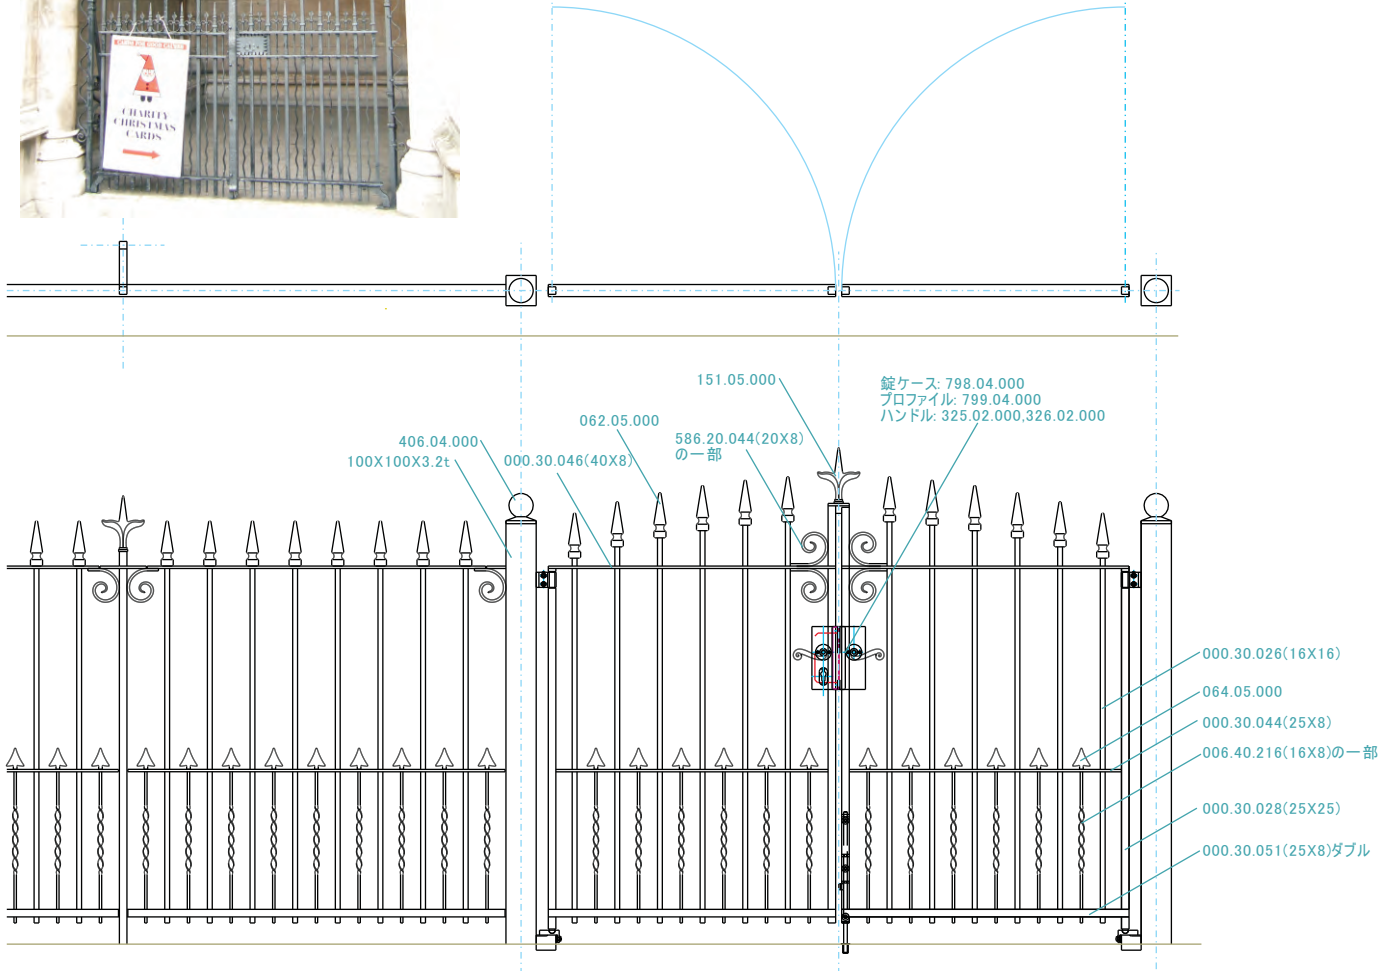 CARDS FOR GOOD CAUSES
CHARITY
CHRISTMAS
CARDS
151.05.000
錠ケース: 798.04.000
プロファイル: 799.04.000
ハンドル: 325.02.000,326.02.000
062.05.000
586.20.044(20X8)
の一部
406.04.000
100X100X3.2t
000.30.046(40X8)
000.30.026(16X16)
064.05.000
000.30.044(25X8)
006.40.216(16X8)の一部
000.30.028(25X25)
000.30.051(25X8)ダブル